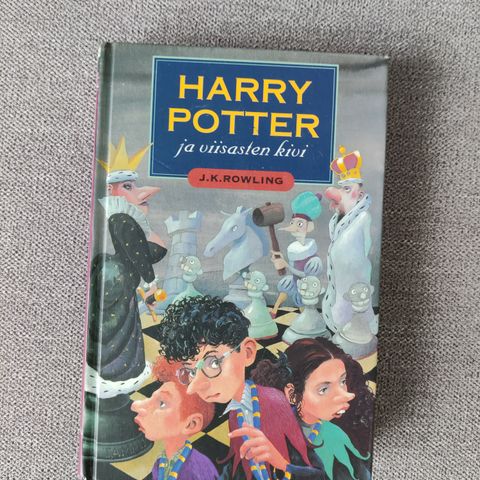 HARRY
POTTER
ja viisasten kivi
J.K.ROWLING